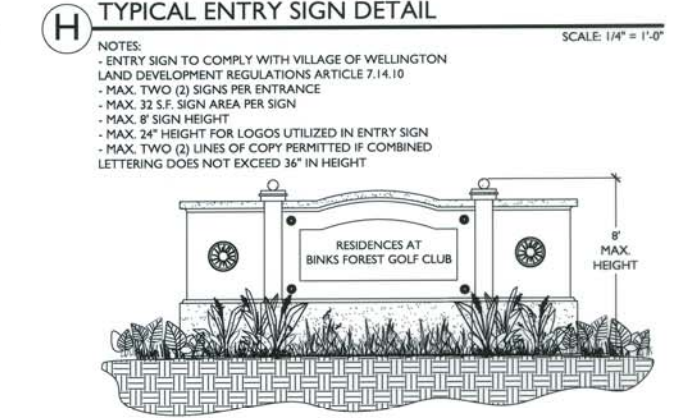 H
TYPICAL ENTRY SIGN DETAIL
SCALE: 1/4" = 1'-0"
NOTES:
- ENTRY SIGN TO COMPLY WITH VILLAGE OF WELLINGTON
LAND DEVELOPMENT REGULATIONS ARTICLE 7.14.10
- MAX. TWO (2) SIGNS PER ENTRANCE
- MAX. 32 S.F. SIGN AREA PER SIGN
- MAX. 8' SIGN HEIGHT
- MAX. 24" HEIGHT FOR LOGOS UTILIZED IN ENTRY SIGN
- MAX. TWO (2) LINES OF COPY PERMITTED IF COMBINED
LETTERING DOES NOT EXCEED 36" IN HEIGHT
RESIDENCES AT
BINKS FOREST GOLF CLUB
8'
MAX.
HEIGHT